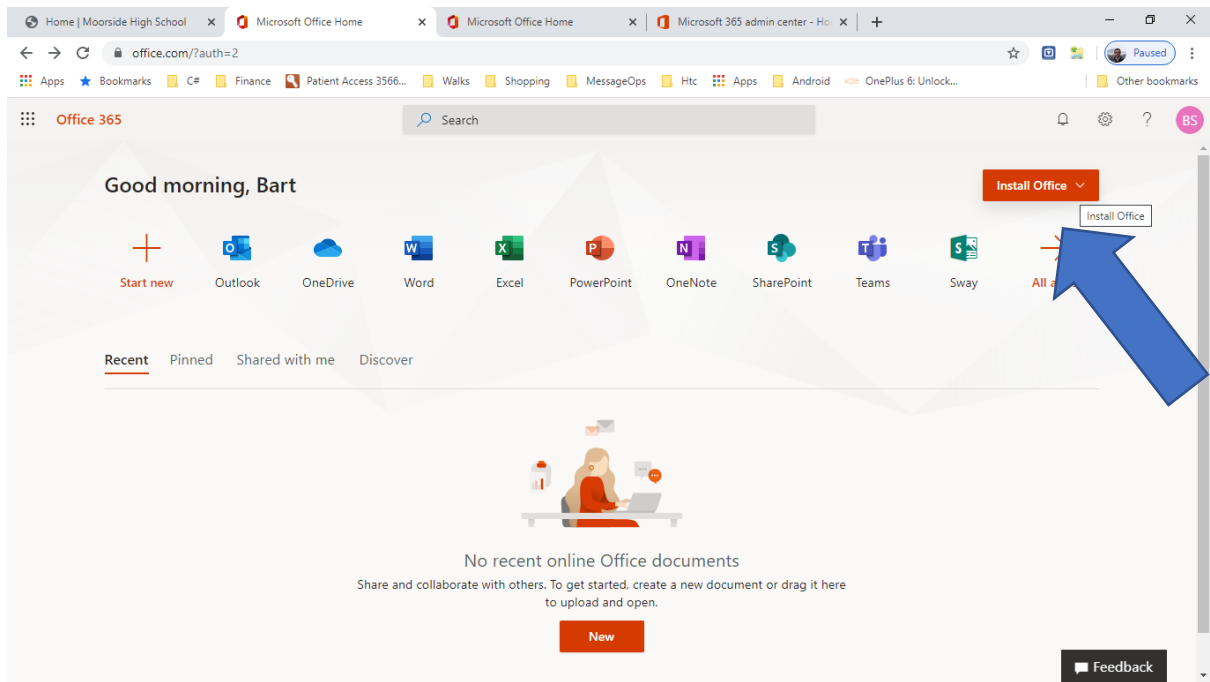 Home | Moorside High School
Microsoft Office Home
Microsoft Office Home
Microsoft 365 admin center - Ho
office.com/?auth=2
Paused
Apps
Bookmarks
C#
Finance
Patient Access 3566...
Walks
Shopping
MessageOps
Htc
Apps
Android
OnePlus 6: Unlock...
Other bookmarks
Office 365
Search
?
BS
Good morning, Bart
Install Office
Install Office
Start new
Outlook
OneDrive
Word
Excel
PowerPoint
OneNote
SharePoint
Teams
Sway
All a
Recent
Pinned
Shared with me
Discover
No recent online Office documents
Share and collaborate with others. To get started, create a new document or drag it here
to upload and open.
New
Feedback